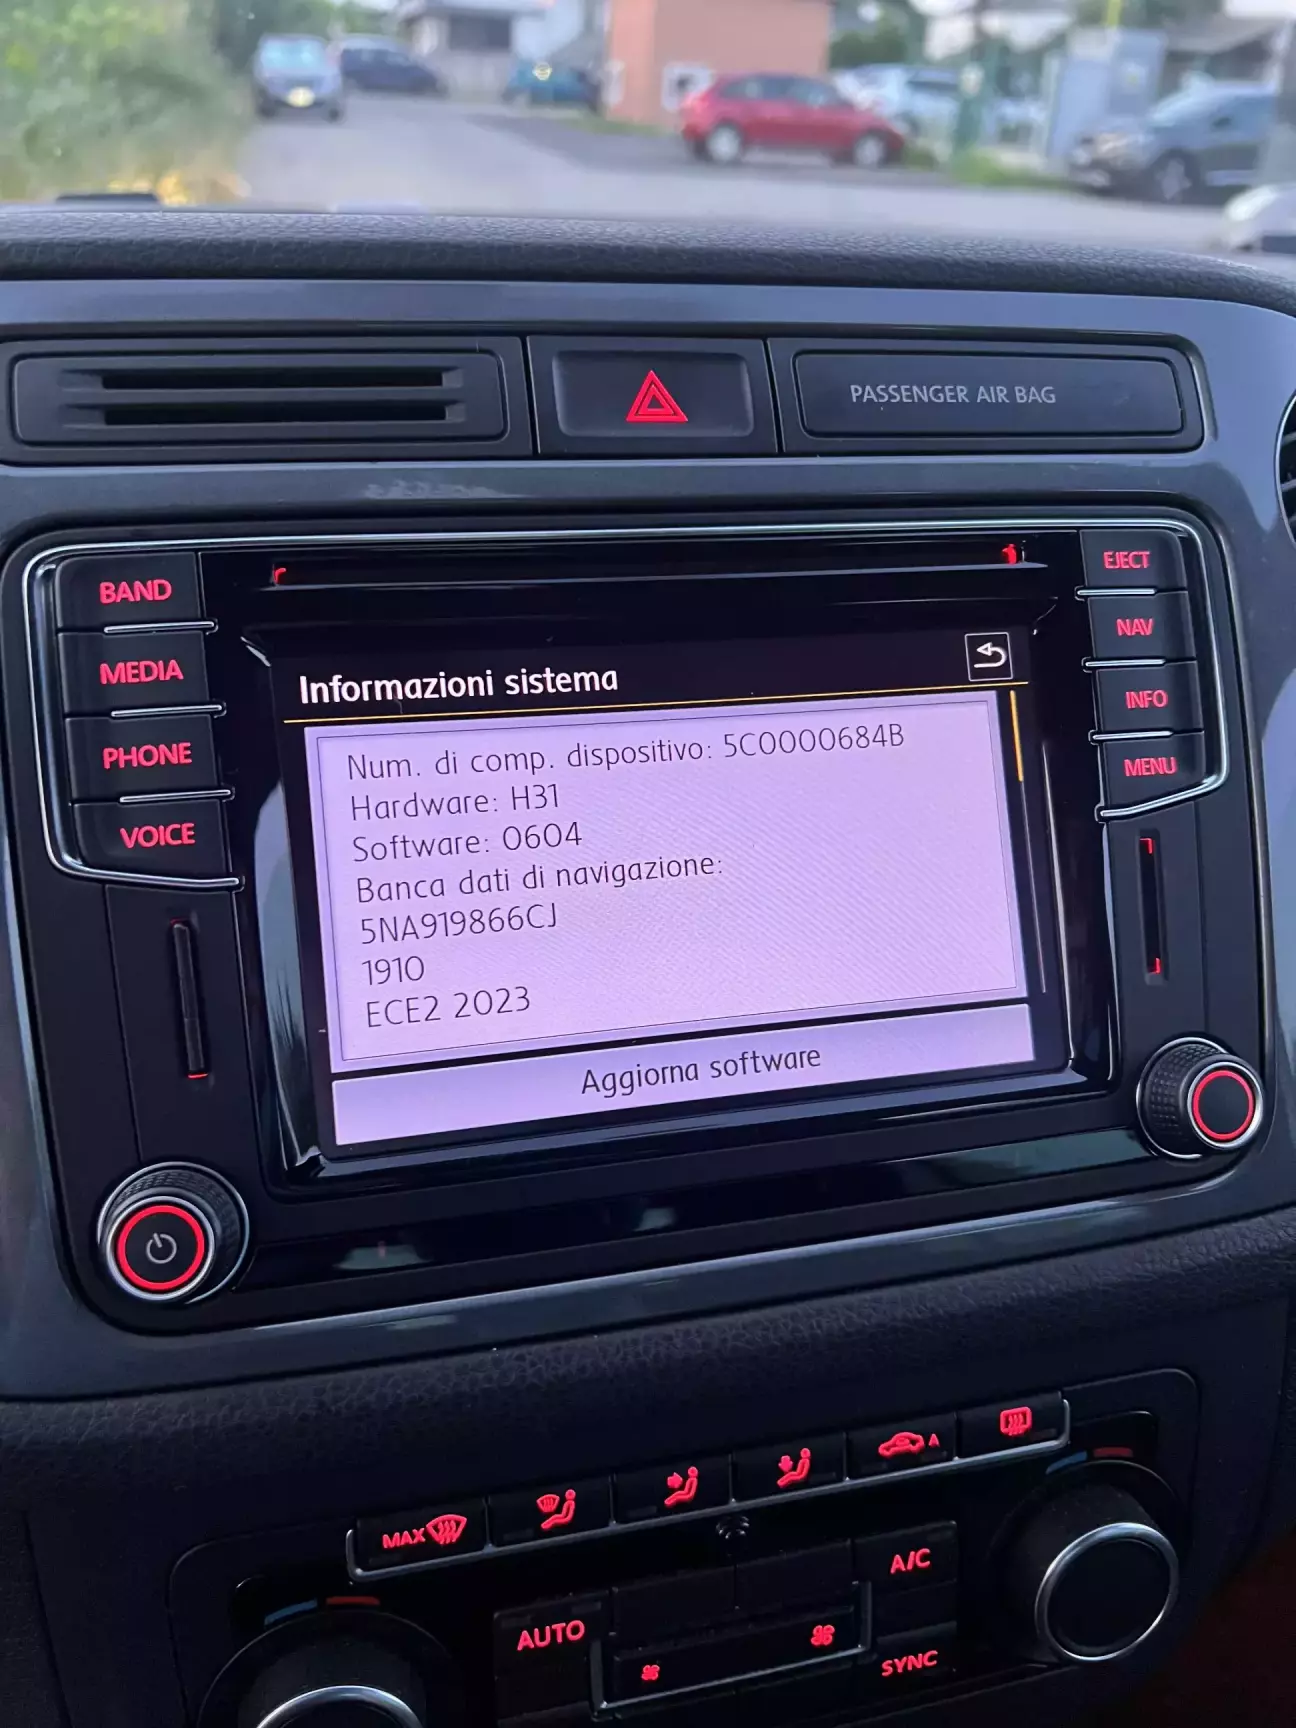 PASSENGER AIR BAG
BAND
MEDIA
PHONE
VOICE
EJECT
NAV
INFO
MENU
Informazioni sistema
Num. di comp. dispositivo: 5C0000684B
Hardware: H31
Software: 0604
Banca dati di navigazione:
5NA919866CJ
1910
ECE2 2023
Aggiorna software
MAX
A
A/C
AUTO
SYNC